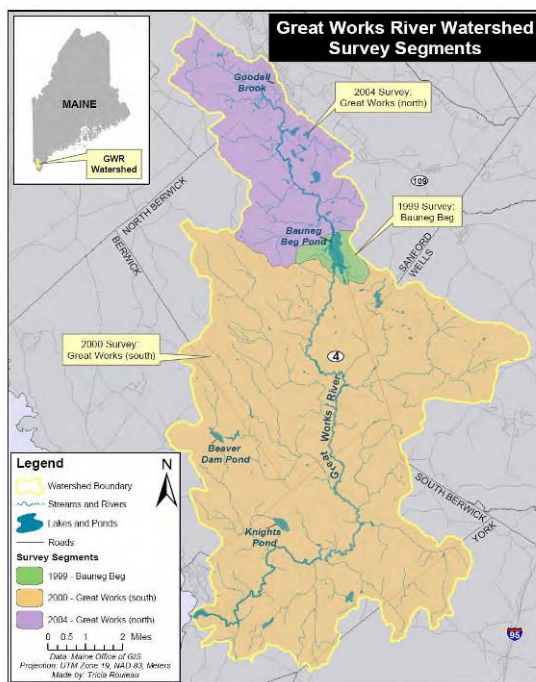 Great Works River Watershed
Survey Segments
MAINE
GWR
Watershed
Goodall
Brook
2004 Survey:
Great Works (north)
109
1999 Survey:
Bauneg Beg
NORTH BERWICK
BERWICK
Bauneg
Beg Pond
SANFORD
WELLS
2000 Survey:
Great Works (south)
4
Great Works River
Beaver
Dam Pond
SOUTH BERWICK
YORK
Knights
Pond
95
Legend
N
Watershed Boundary
Streams and Rivers
Lakes and Ponds
Roads
Survey Segments
1999 - Bauneg Beg
2000 - Great Works (south)
2004 - Great Works (north)
0 0.5 1 2 Miles
Data: Maine Office of GIS
Projection: UTM Zone 19, NAD 83, Meters
Made by: Tricia Rouleau